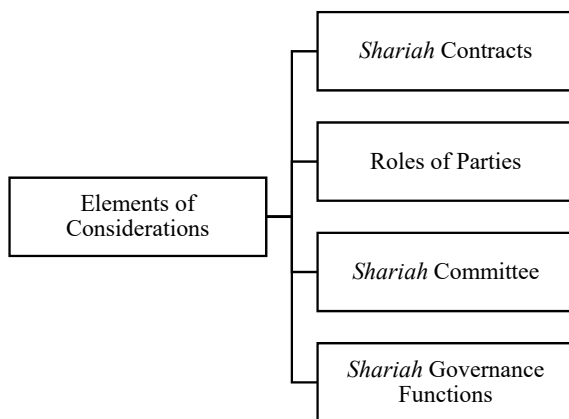 Elements of
Considerations
Shariah Contracts
Roles of Parties
Shariah Committee
Shariah Governance
Functions